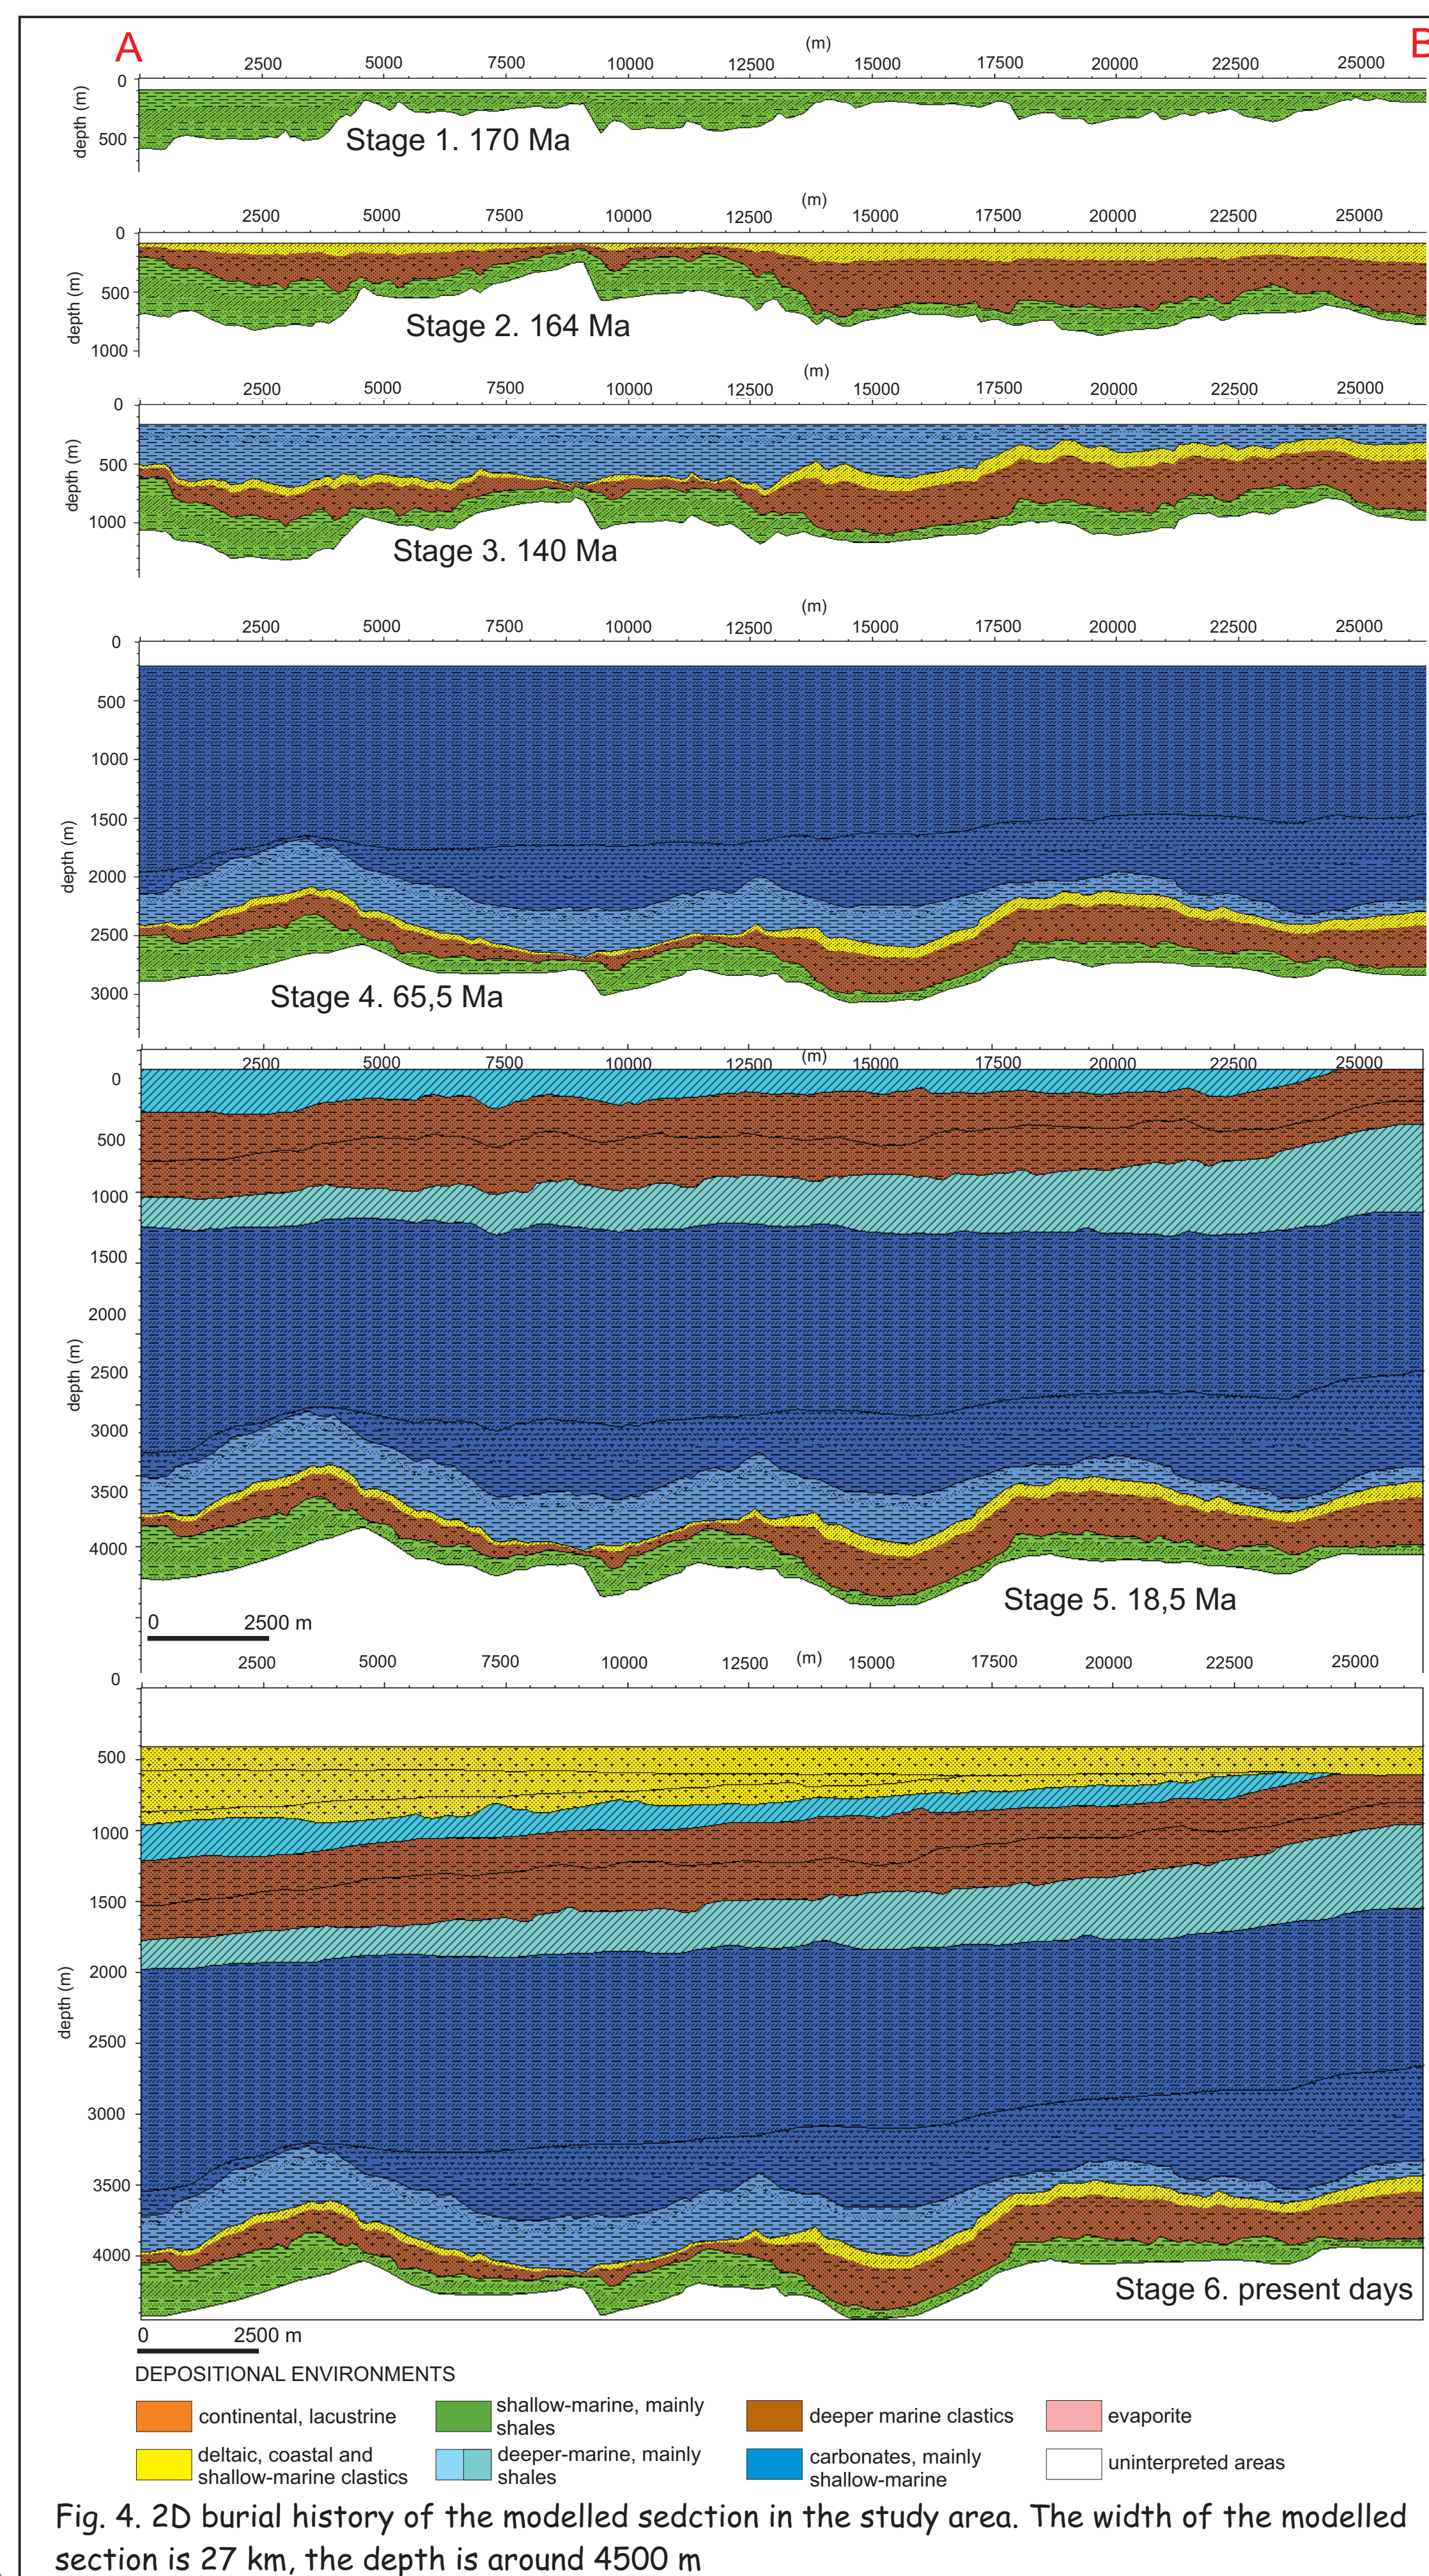 A
B
(m)
2500 5000 7500 10000 12500 15000 17500 20000 22500 25000
0
500
depth (m)
Stage 1. 170 Ma
(m)
2500 5000 7500 10000 12500 15000 17500 20000 22500 25000
0
500
1000
depth (m)
Stage 2. 164 Ma
(m)
2500 5000 7500 10000 12500 15000 17500 20000 22500 25000
0
500
1000
depth (m)
Stage 3. 140 Ma
(m)
2500 5000 7500 10000 12500 15000 17500 20000 22500 25000
0
500
1000
1500
2000
2500
3000
depth (m)
Stage 4. 65,5 Ma
2500 5000 7500 10000 12500 (m) 15000 17500 20000 22500 25000
0
500
1000
1500
2000
2500
3000
3500
4000
depth (m)
Stage 5. 18,5 Ma
0 2500 m
2500 5000 7500 10000 12500 (m) 15000 17500 20000 22500 25000
0
500
1000
1500
2000
2500
3000
3500
4000
depth (m)
Stage 6. present days
0 2500 m
DEPOSITIONAL ENVIRONMENTS
continental, lacustrine
deltaic, coastal and
shallow-marine clastics
shallow-marine, mainly
shales
deeper-marine, mainly
shales
deeper marine clastics
carbonates, mainly
shallow-marine
evaporite
uninterpreted areas
Fig. 4. 2D burial history of the modelled sedction in the study area. The width of the modelled
section is 27 km, the depth is around 4500 m